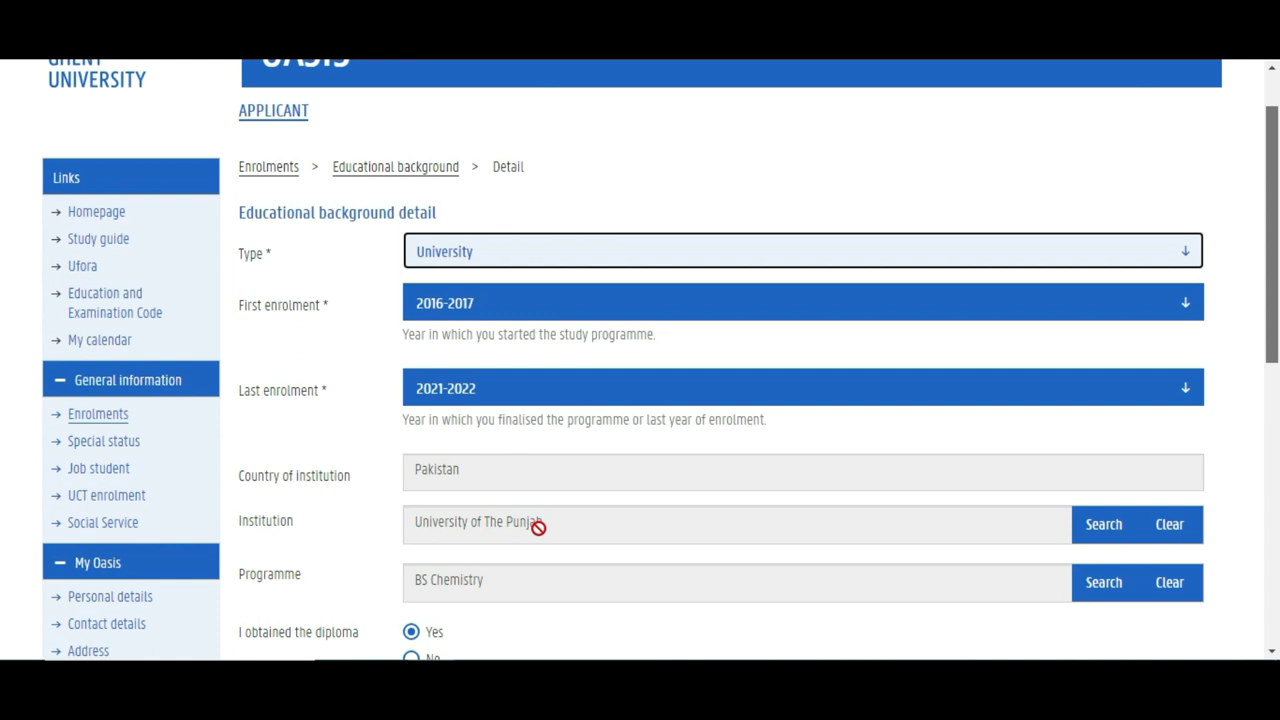 UNIVERSITY
APPLICANT
Enrolments > Educational background > Detail
Links
Homepage
Study guide
Ufora
Education and
Examination Code
My calendar
General information
Enrolments
Special status
Job student
UCT enrolment
Social Service
My Oasis
Personal details
Contact details
Address
Educational background detail
Type *
University
First enrolment *
2016-2017
Year in which you started the study programme.
Last enrolment *
2021-2022
Year in which you finalised the programme or last year of enrolment.
Country of institution
Pakistan
Institution
University of The Punjab
Search Clear
Programme
BS Chemistry
Search Clear
I obtained the diploma
Yes
No